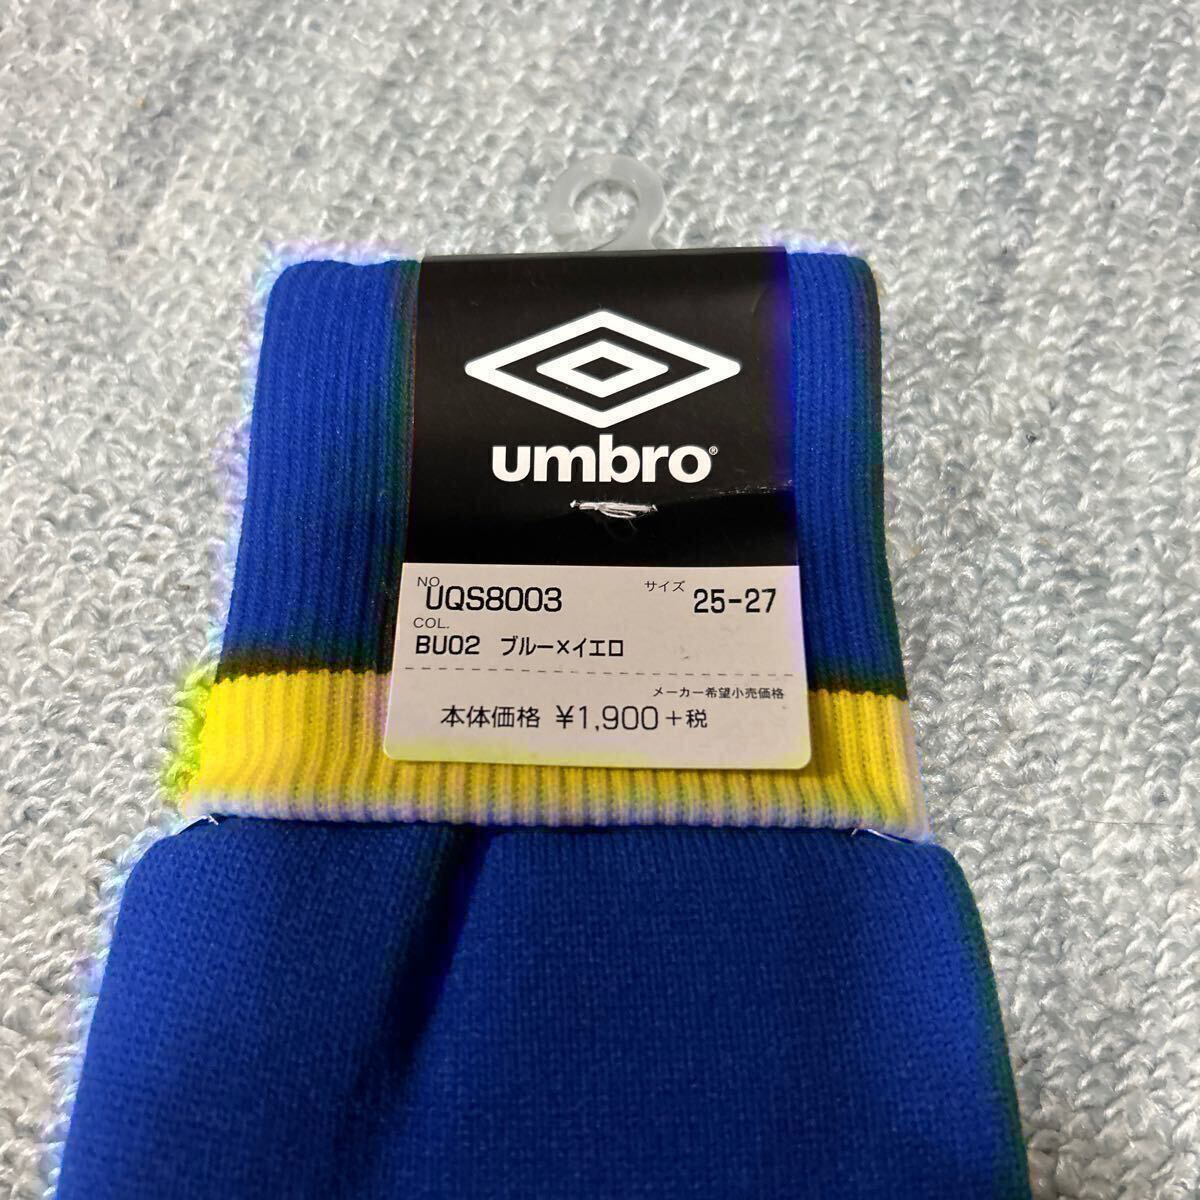 umbro®
NO. UQS8003 サイズ 25-27
COL.
BU02 ブルー×イエロ
メーカー希望小売価格
本体価格 ¥1,900+税